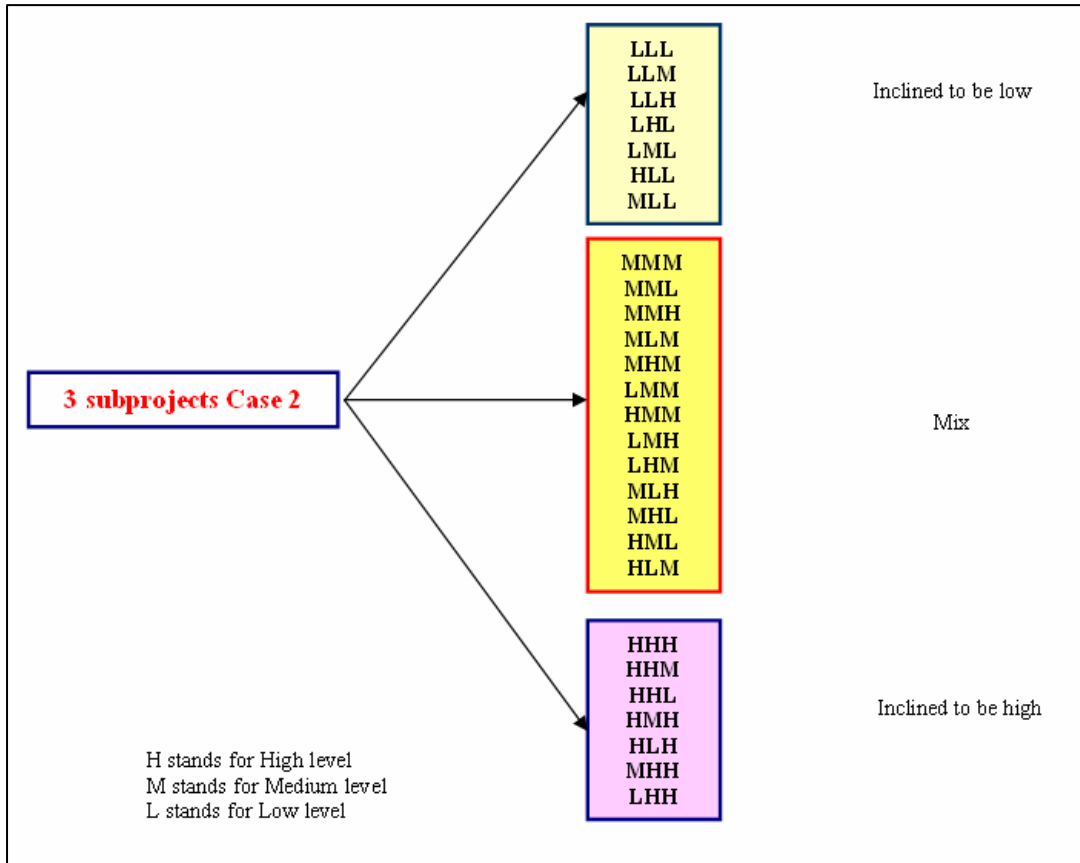 LLL
LLM
LLH
LHL
LML
HLL
MLL
Inclined to be low
MMM
MML
MMH
MLM
MHM
LMM
HMM
LMH
LHM
MLH
MHL
HML
HLM
3 subprojects Case 2
Mix
HHH
HHM
HHL
HMH
HLH
MHH
LHH
Inclined to be high
H stands for High level
M stands for Medium level
L stands for Low level